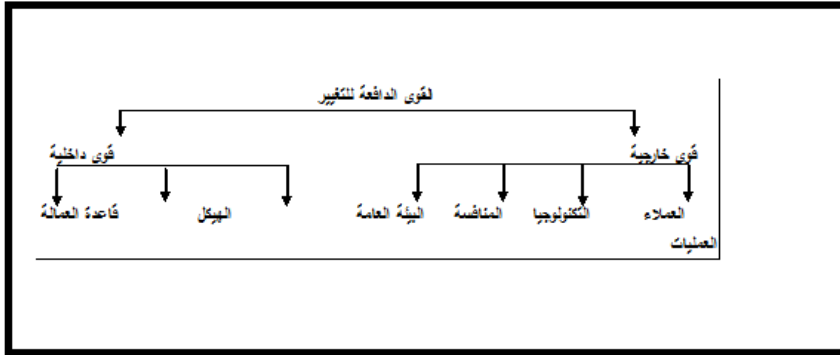 القوى الدافعة للتغيير
قوى خارجية قوى داخلية
العملاء التكنولوجيا المنافسة البيئة العامة الهيكل قاعدة العمالة
العمليات